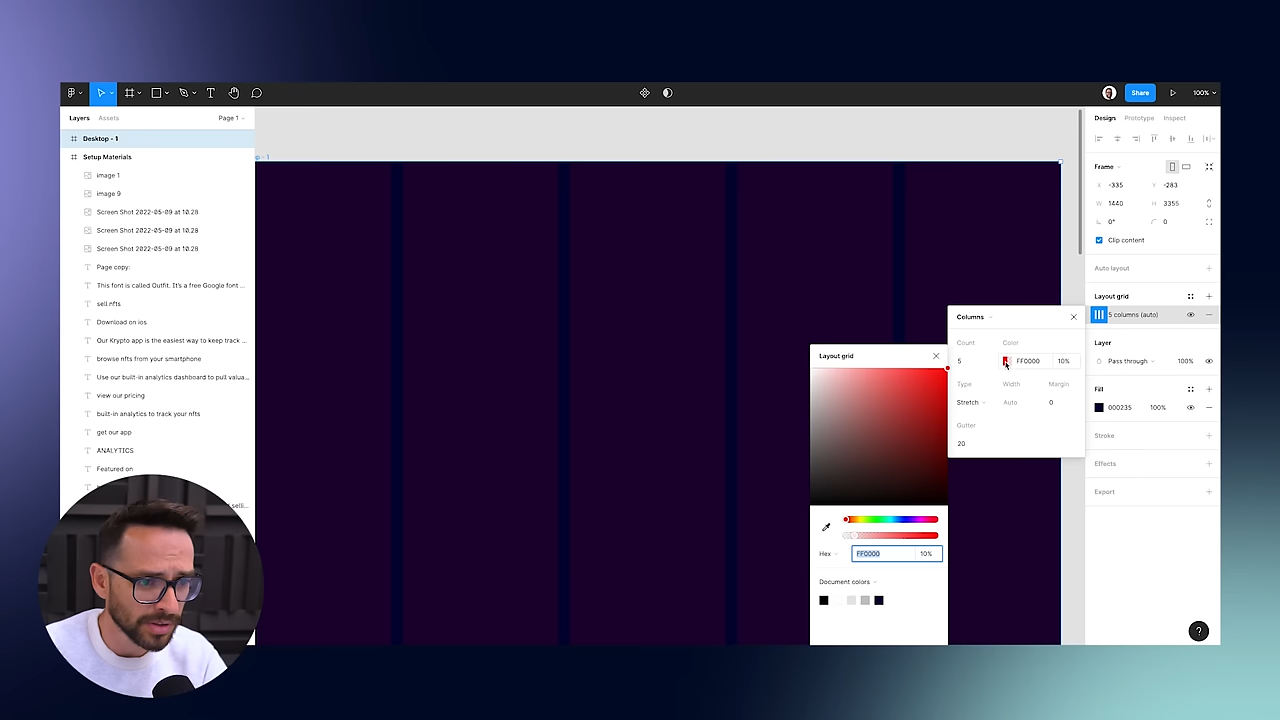 Share
100%
Layers
Assets
Page 1
Design
Prototype
Inspect
Desktop - 1
Setup Materials
image 1
image 9
Screen Shot 2022-05-09 at 10.28
Screen Shot 2022-05-09 at 10.28
Screen Shot 2022-05-09 at 10.28
Page copy:
This font is called Outfit. It's a free Google font ...
sell nfts
Download on ios
Our Krypto app is the easiest way to keep track ...
browse nfts from your smartphone
Use our built-in analytics dashboard to pull valua...
view our pricing
built-in analytics to track your nfts
get our app
ANALYTICS
Featured on
Layout grid
Hex
FF0000
10%
Document colors
Columns
Count
Color
5
FF0000
10%
Type
Width
Margin
Stretch
Auto
0
Gutter
20
Frame
X
-335
Y
-283
W
1440
H
3355
0°
0
Clip content
Auto layout
Layout grid
5 columns (auto)
Layer
Pass through
100%
Fill
000235
100%
Stroke
Effects
Export
?